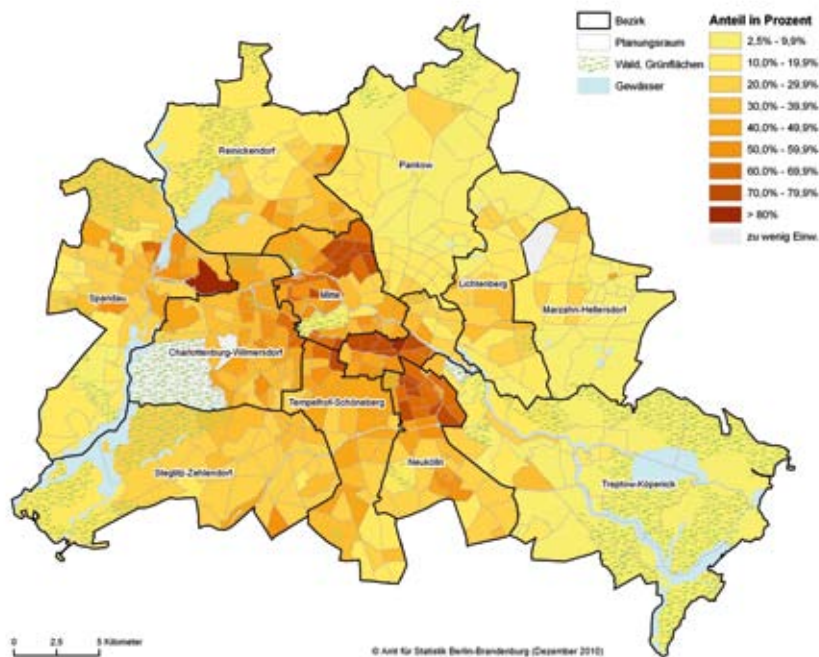 Bezirk
Planungsraum
Wald, Grünflächen
Gewässer
Anteil in Prozent
2,5% - 9,9%
10,0% - 19,9%
20,0% - 29,9%
30,0% - 39,9%
40,0% - 49,9%
50,0% - 59,9%
60,0% - 69,9%
70,0% - 79,9%
> 80%
zu wenig Einw.
Reinickendorf
Pankow
Spandau
Mitte
Lichtenberg
Marzahn-Hellersdorf
Charlottenburg-Wilmersdorf
Tempelhof-Schöneberg
Steglitz-Zehlendorf
Neukölln
Treptow-Köpenick
0 2,5 5 Kilometer
© Amt für Statistik Berlin-Brandenburg (Dezember 2010)